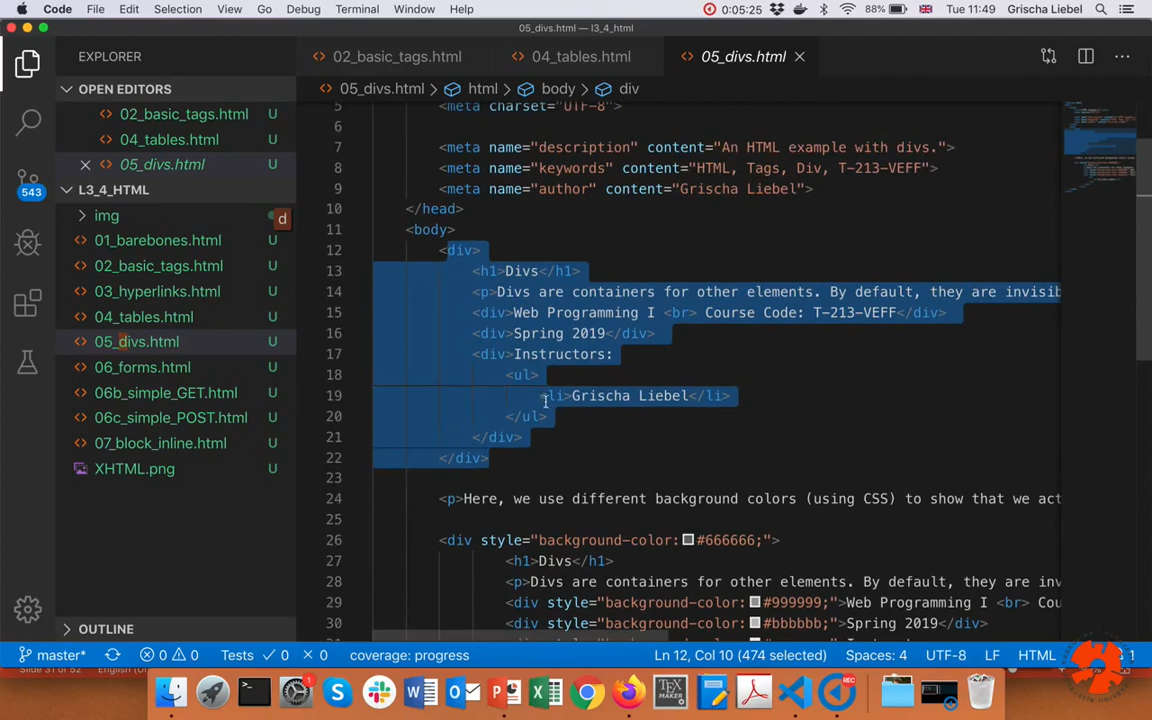 Code File Edit Selection View Go Debug Terminal Window Help 0:05:25 88% Tue 11:49 Grischa Liebel
05_divs.html — l3_4_html
EXPLORER
02_basic_tags.html
04_tables.html
05_divs.html
OPEN EDITORS
02_basic_tags.html U
04_tables.html U
05_divs.html U
L3_4_HTML
img
d
01_barebones.html U
02_basic_tags.html U
03_hyperlinks.html U
04_tables.html U
05_divs.html U
06_forms.html U
06b_simple_GET.html U
06c_simple_POST.html U
07_block_inline.html U
XHTML.png U
OUTLINE
543
05_divs.html > html > body > div
5 <meta charset="UTF-8">
6
7 <meta name="description" content="An HTML example with divs.">
8 <meta name="keywords" content="HTML, Tags, Div, T-213-VEFF">
9 <meta name="author" content="Grischa Liebel">
10 </head>
11 <body>
12 <div>
13 <h1>Divs</h1>
14 <p>Divs are containers for other elements. By default, they are invisib
15 <div>Web Programming I <br> Course Code: T-213-VEFF</div>
16 <div>Spring 2019</div>
17 <div>Instructors:
18 <ul>
19 <li>Grischa Liebel</li>
20 </ul>
21 </div>
22 </div>
23
24 <p>Here, we use different background colors (using CSS) to show that we act
25
26 <div style="background-color: #666666;">
27 <h1>Divs</h1>
28 <p>Divs are containers for other elements. By default, they are inv
29 <div style="background-color: #999999;">Web Programming I <br> Cou
30 <div style="background-color: #bbbbbb;">Spring 2019</div>
master* 0 0 Tests 0 0 coverage: progress Ln 12, Col 10 (474 selected) Spaces: 4 UTF-8 LF HTML 1